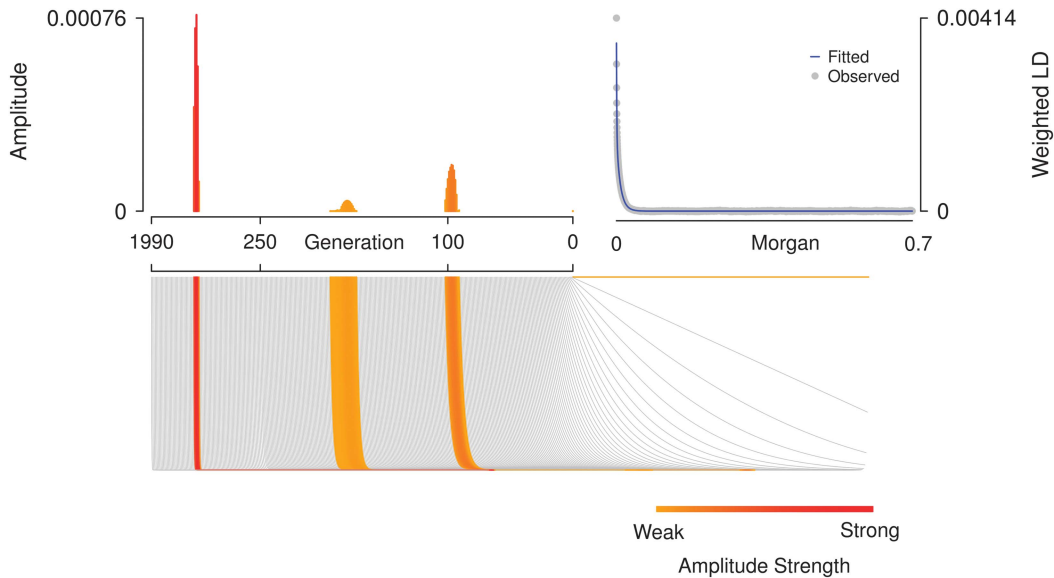 0.00076
Amplitude
0
1990 250 Generation 100 0
0.00414
Weighted LD
Fitted
Observed
0
0 Morgan 0.7
Weak Strong
Amplitude Strength